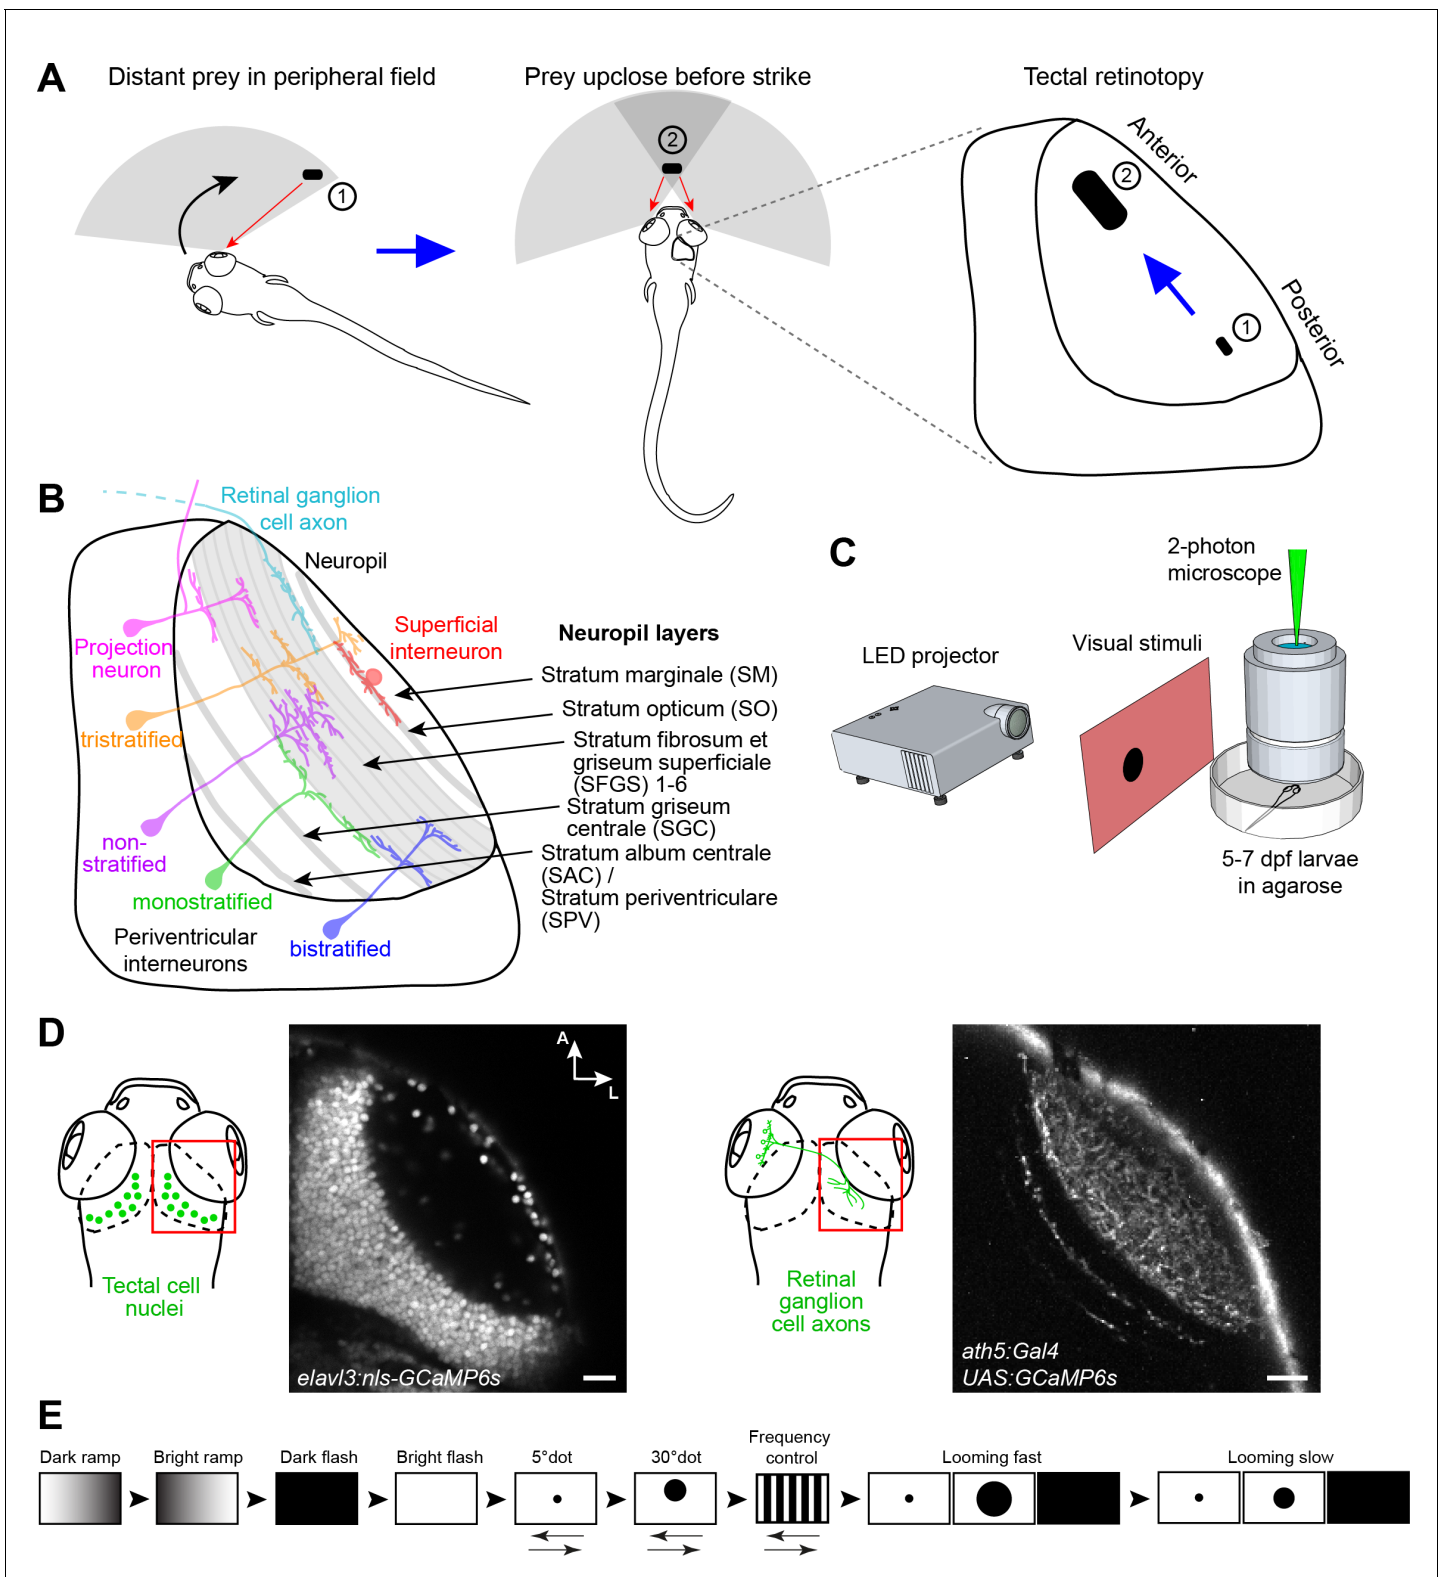 A
Distant prey in peripheral field
Prey upclose before strike
Tectal retinotopy
1
2
Anterior
2
1
Posterior
B
Retinal ganglion
cell axon
Neuropil
Projection
neuron
Superficial
interneuron
tristratified
non-
stratified
monostratified
Periventricular
interneurons
bistratified
Neuropil layers
Stratum marginale (SM)
Stratum opticum (SO)
Stratum fibrosum et
griseum superficiale
(SFGS) 1-6
Stratum griseum
centrale (SGC)
Stratum album centrale
(SAC) /
Stratum periventriculare
(SPV)
C
2-photon
microscope
Visual stimuli
LED projector
5-7 dpf larvae
in agarose
D
Tectal cell
nuclei
A
L
elavl3:nls-GCaMP6s
Retinal
ganglion
cell axons
ath5:Gal4
UAS:GCaMP6s
E
Dark ramp
Bright ramp
Dark flash
Bright flash
5°dot
30°dot
Frequency
control
Looming fast
Looming slow